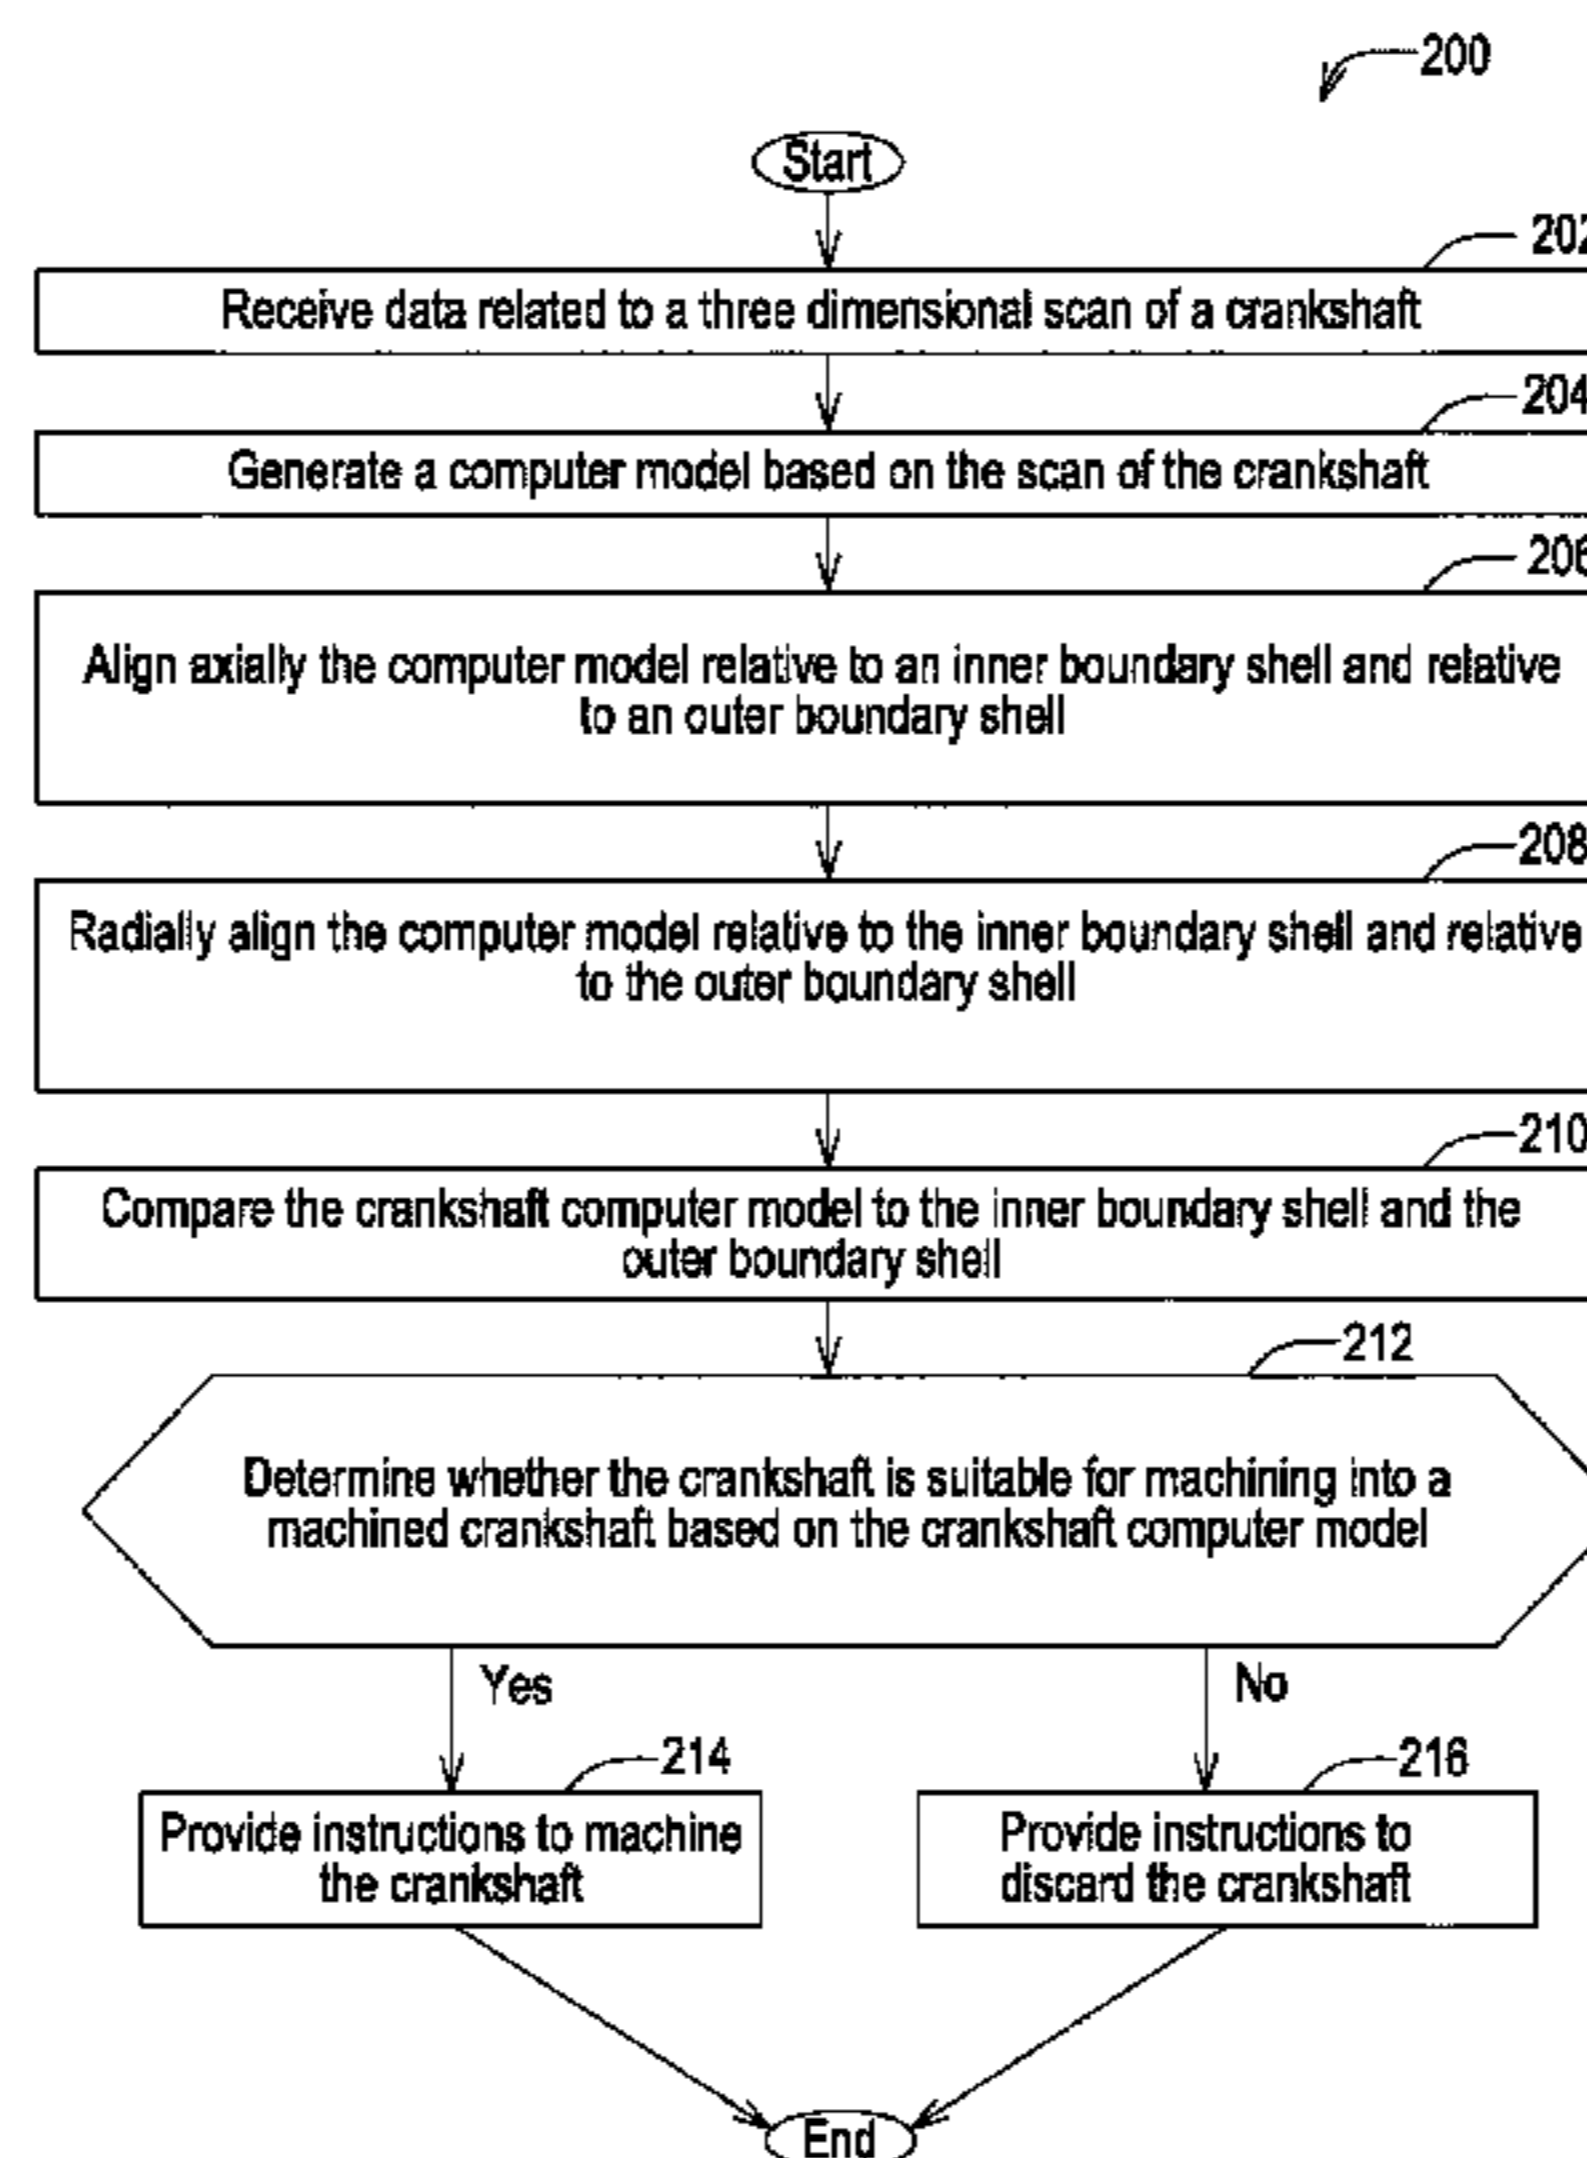 200
Start
202
Receive data related to a three dimensional scan of a crankshaft
204
Generate a computer model based on the scan of the crankshaft
206
Align axially the computer model relative to an inner boundary shell and relative
to an outer boundary shell
208
Radially align the computer model relative to the inner boundary shell and relative
to the outer boundary shell
210
Compare the crankshaft computer model to the inner boundary shell and the
outer boundary shell
212
Determine whether the crankshaft is suitable for machining into a
machined crankshaft based on the crankshaft computer model
Yes
No
214
216
Provide instructions to machine
the crankshaft
Provide instructions to
discard the crankshaft
End